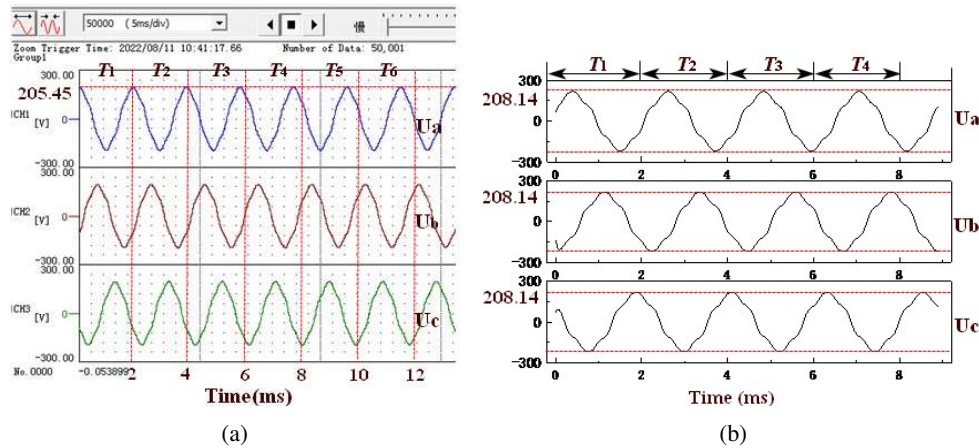 50000 (5ms/div)
慢
Zoom Trigger Time: 2022/08/11 10:41:17.66 Number of Data: 50,001
Group1
300.00 T1 T2 T3 T4 T5 T6
205.45
CH1
[V] 0
Ua
-300.00
300.00
CH2
[V] 0
Ub
-300.00
300.00
CH3
[V] 0
Uc
-300.00
No.0000 -0.053899 2 4 6 8 10 12
Time(ms)
(a)
300 T1 T2 T3 T4
208.14
0
Ua
-300
0 2 4 6 8
300
208.14
0
Ub
-300
0 2 4 6 8
300
208.14
0
Uc
-300
0 2 4 6 8
Time (ms)
(b)